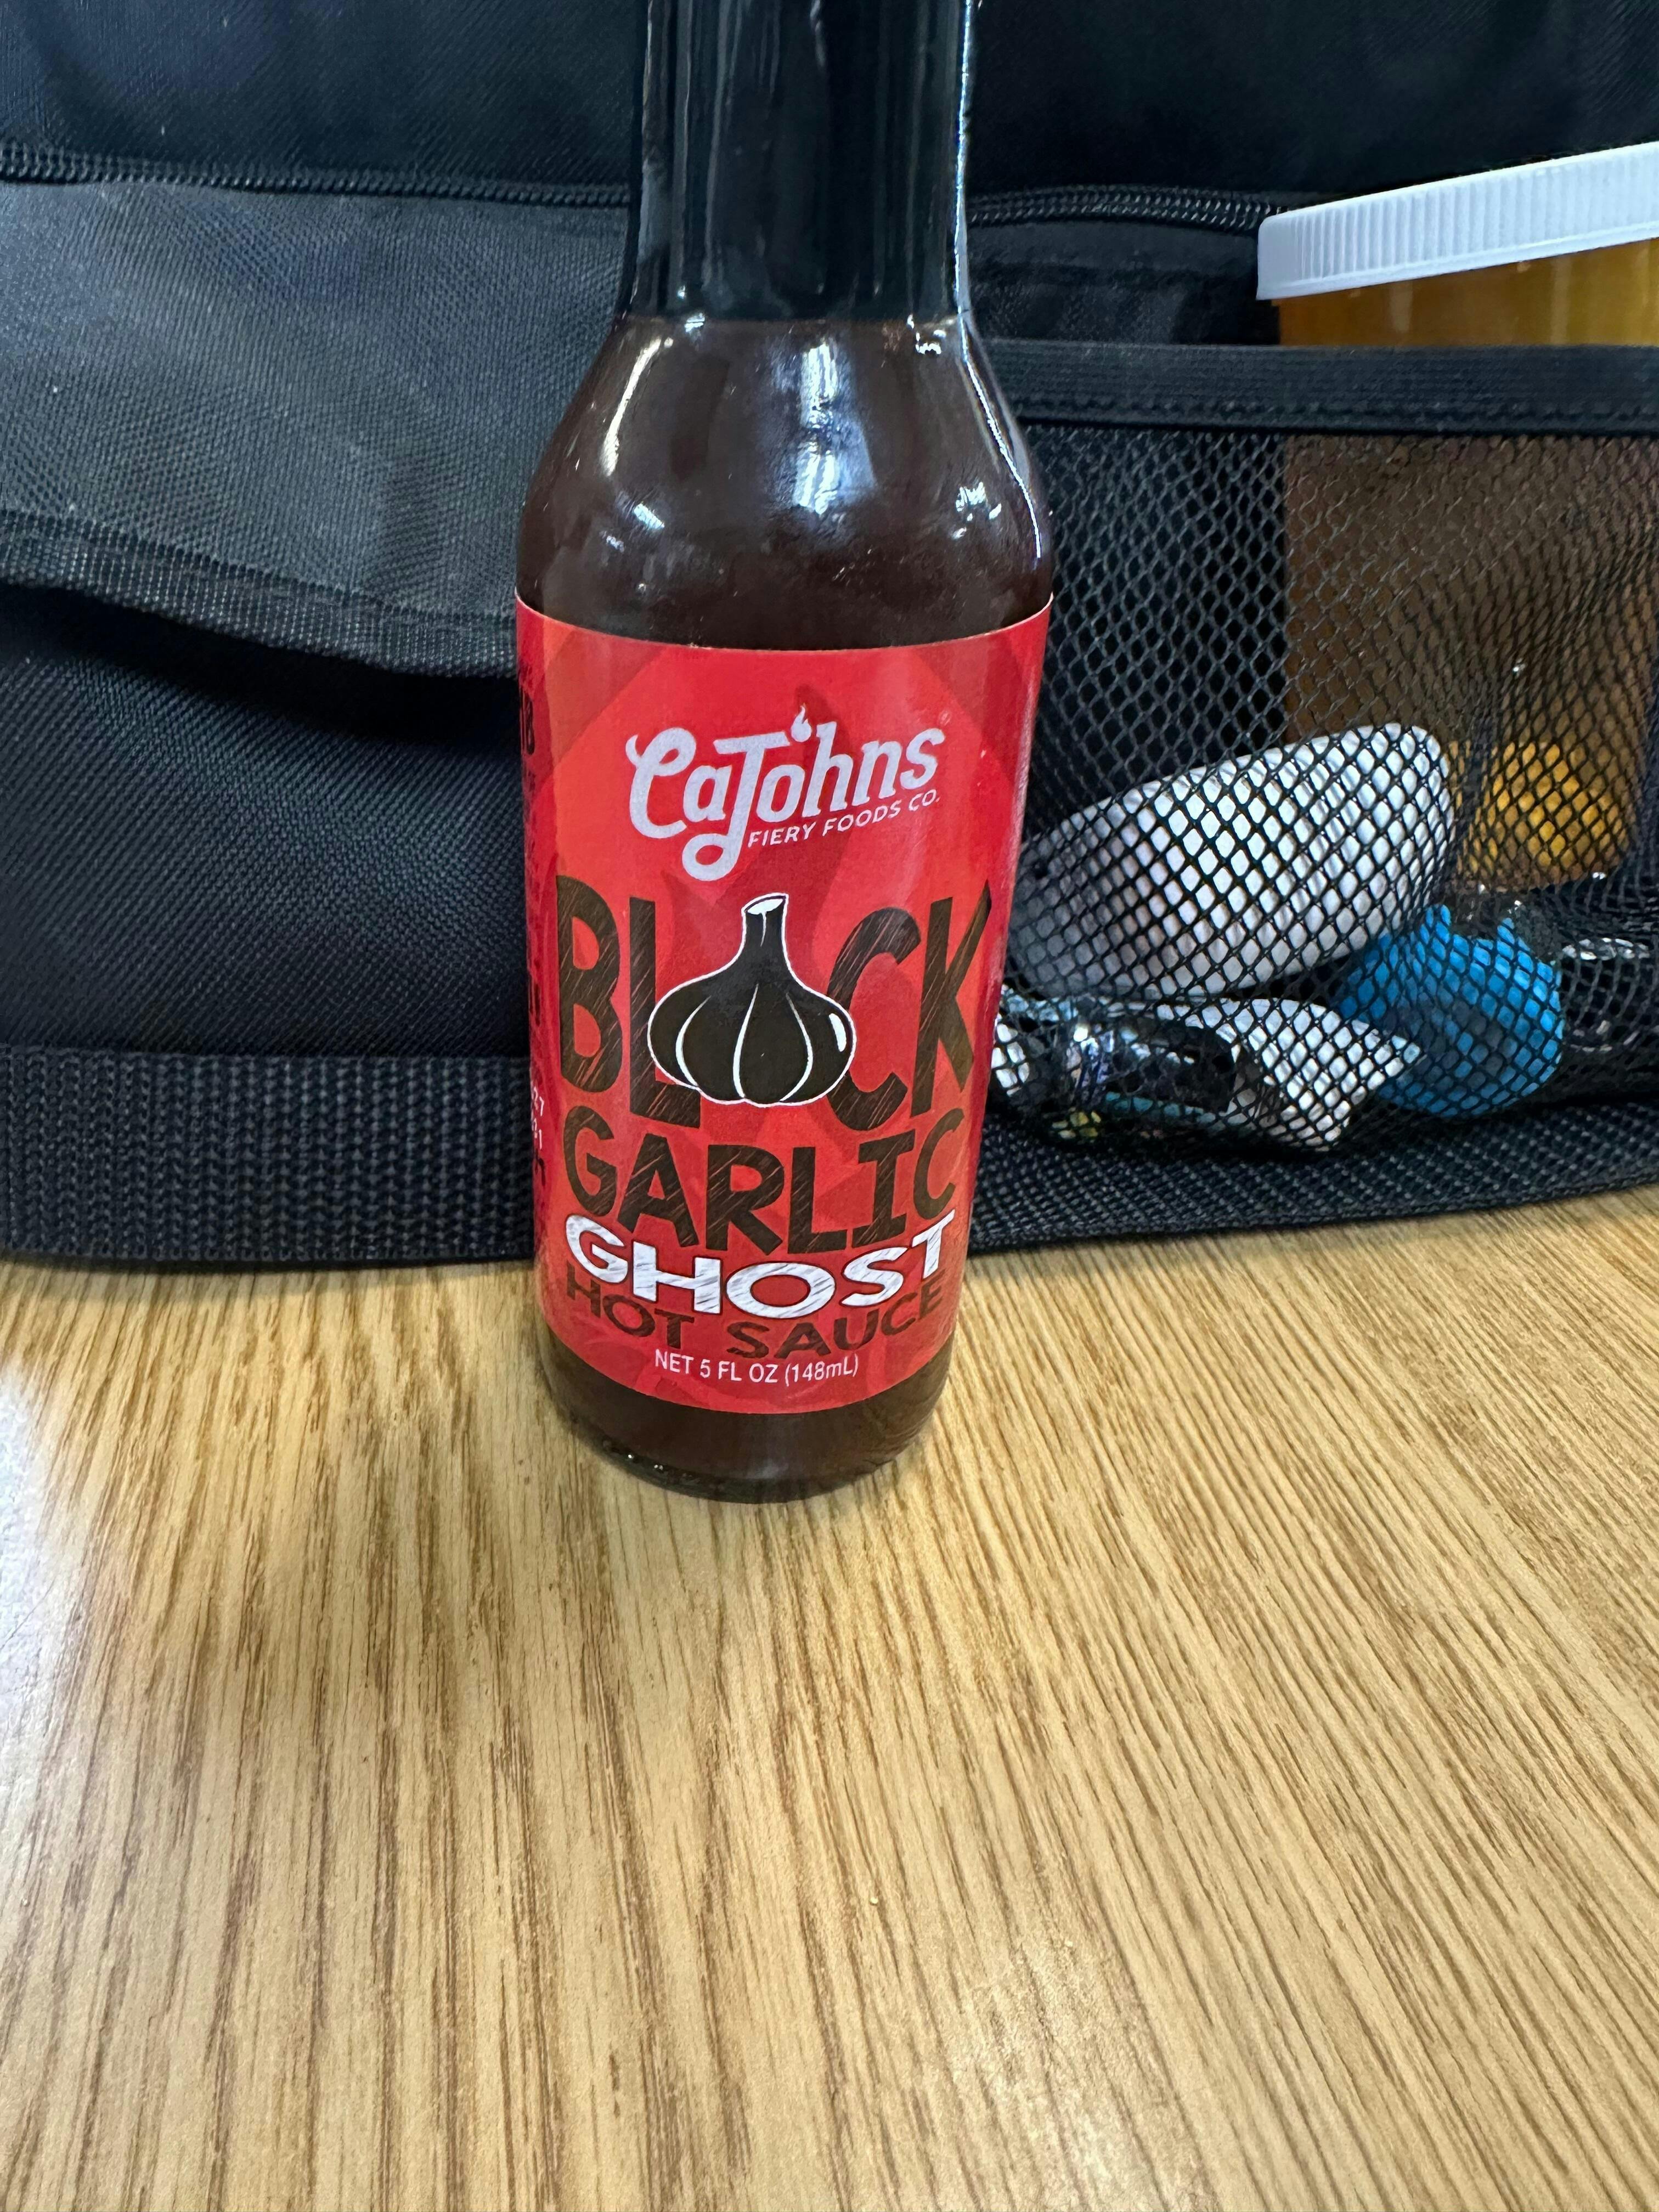 CaJohns®
FIERY FOODS CO.
BLACK
GARLIC
GHOST
HOT SAUCE
NET 5 FL OZ (148mL)